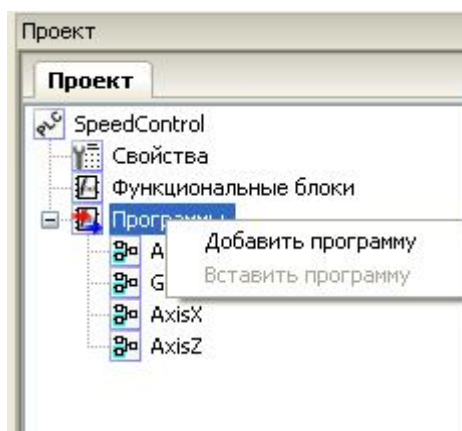 Проект
Проект
SpeedControl
Свойства
Функциональные блоки
Программы
Добавить программу
Вставить программу
A
G
AxisX
AxisZ